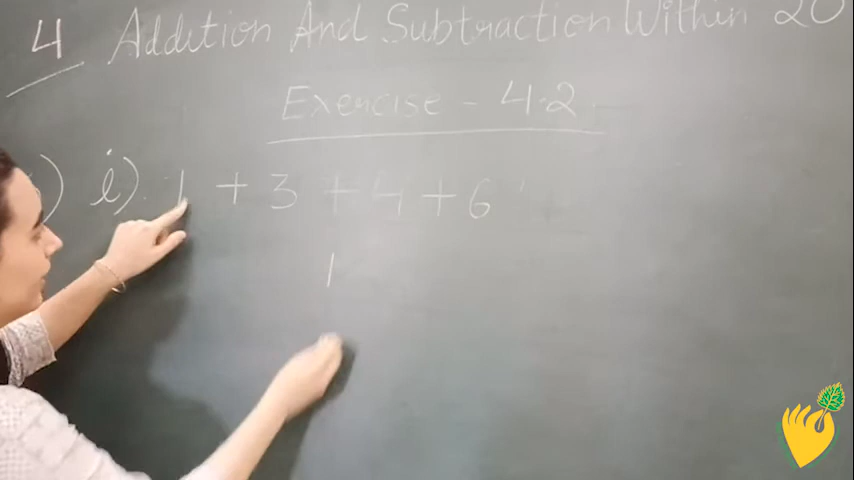 4 Addition And Subtraction Within 20
Exercise - 4.2
) i). 1 + 3 + 4 + 6
1